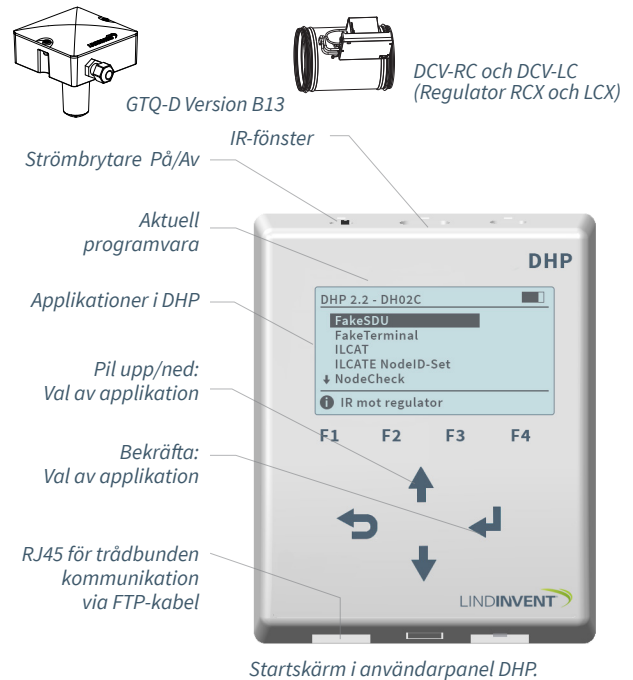 GTQ-D Version B13
DCV-RC och DCV-LC
(Regulator RCX och LCX)
IR-fönster
Strömbrytare På/Av
Aktuell
programvara
DHP
Applikationer i DHP
DHP 2.2 - DH02C
FakeSDU
FakeTerminal
ILCAT
ILCATE NodeID-Set
NodeCheck
IR mot regulator
Pil upp/ned:
Val av applikation
F1 F2 F3 F4
Bekräfta:
Val av applikation
RJ45 för trådbunden
kommunikation
via FTP-kabel
LINDINVENT
Startskärm i användarpanel DHP.